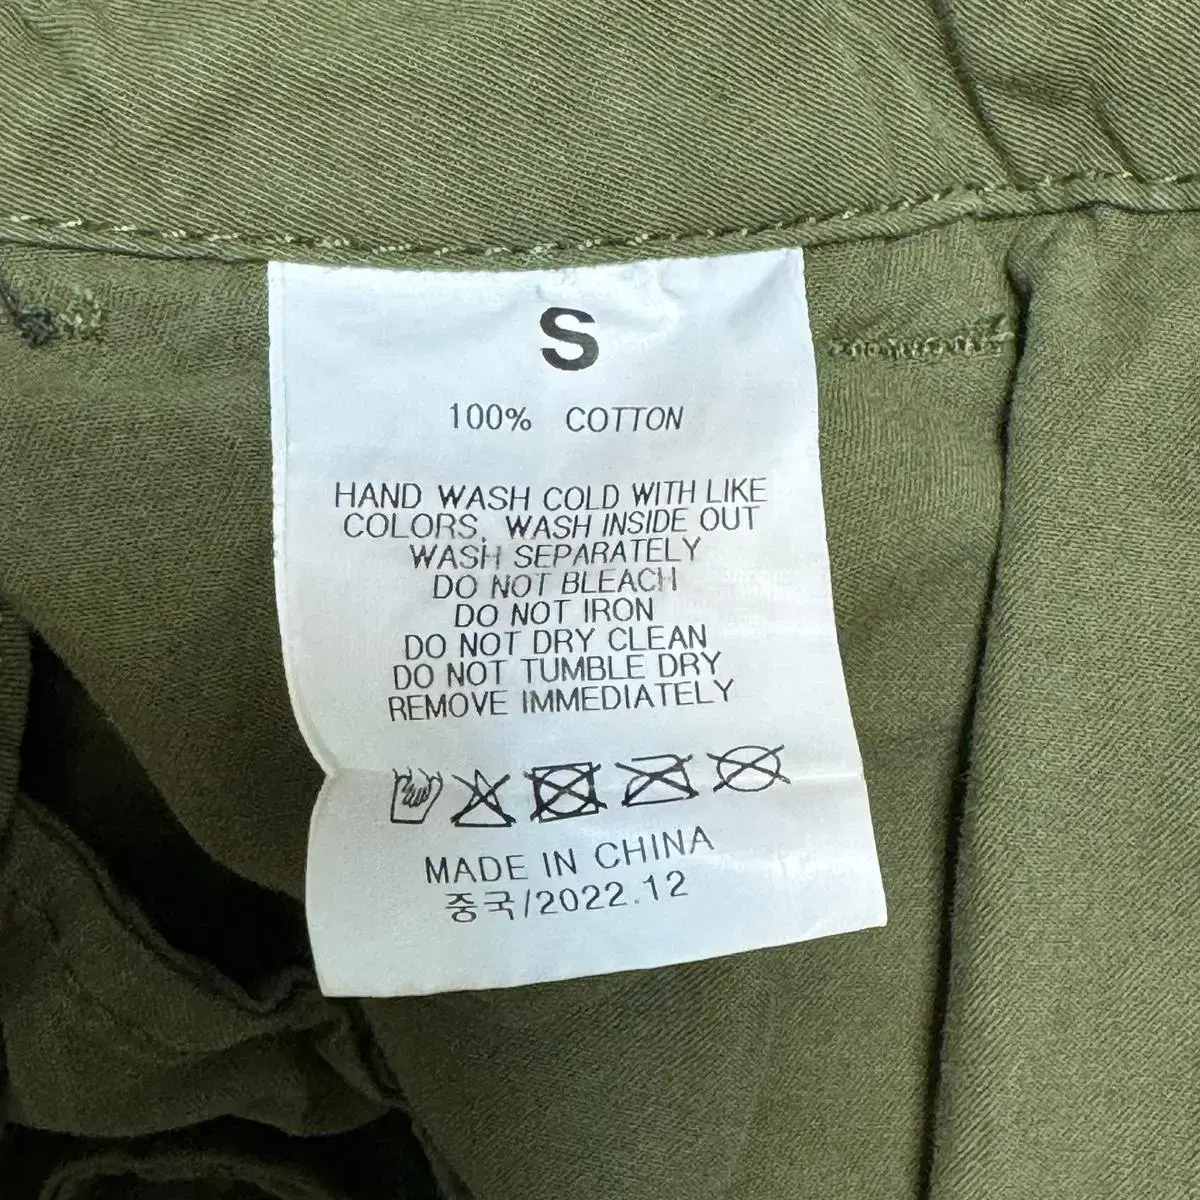 S
100% COTTON
HAND WASH COLD WITH LIKE
COLORS, WASH INSIDE OUT
WASH SEPARATELY
DO NOT BLEACH
DO NOT IRON
DO NOT DRY CLEAN
DO NOT TUMBLE DRY
REMOVE IMMEDIATELY
MADE IN CHINA
중국/2022.12